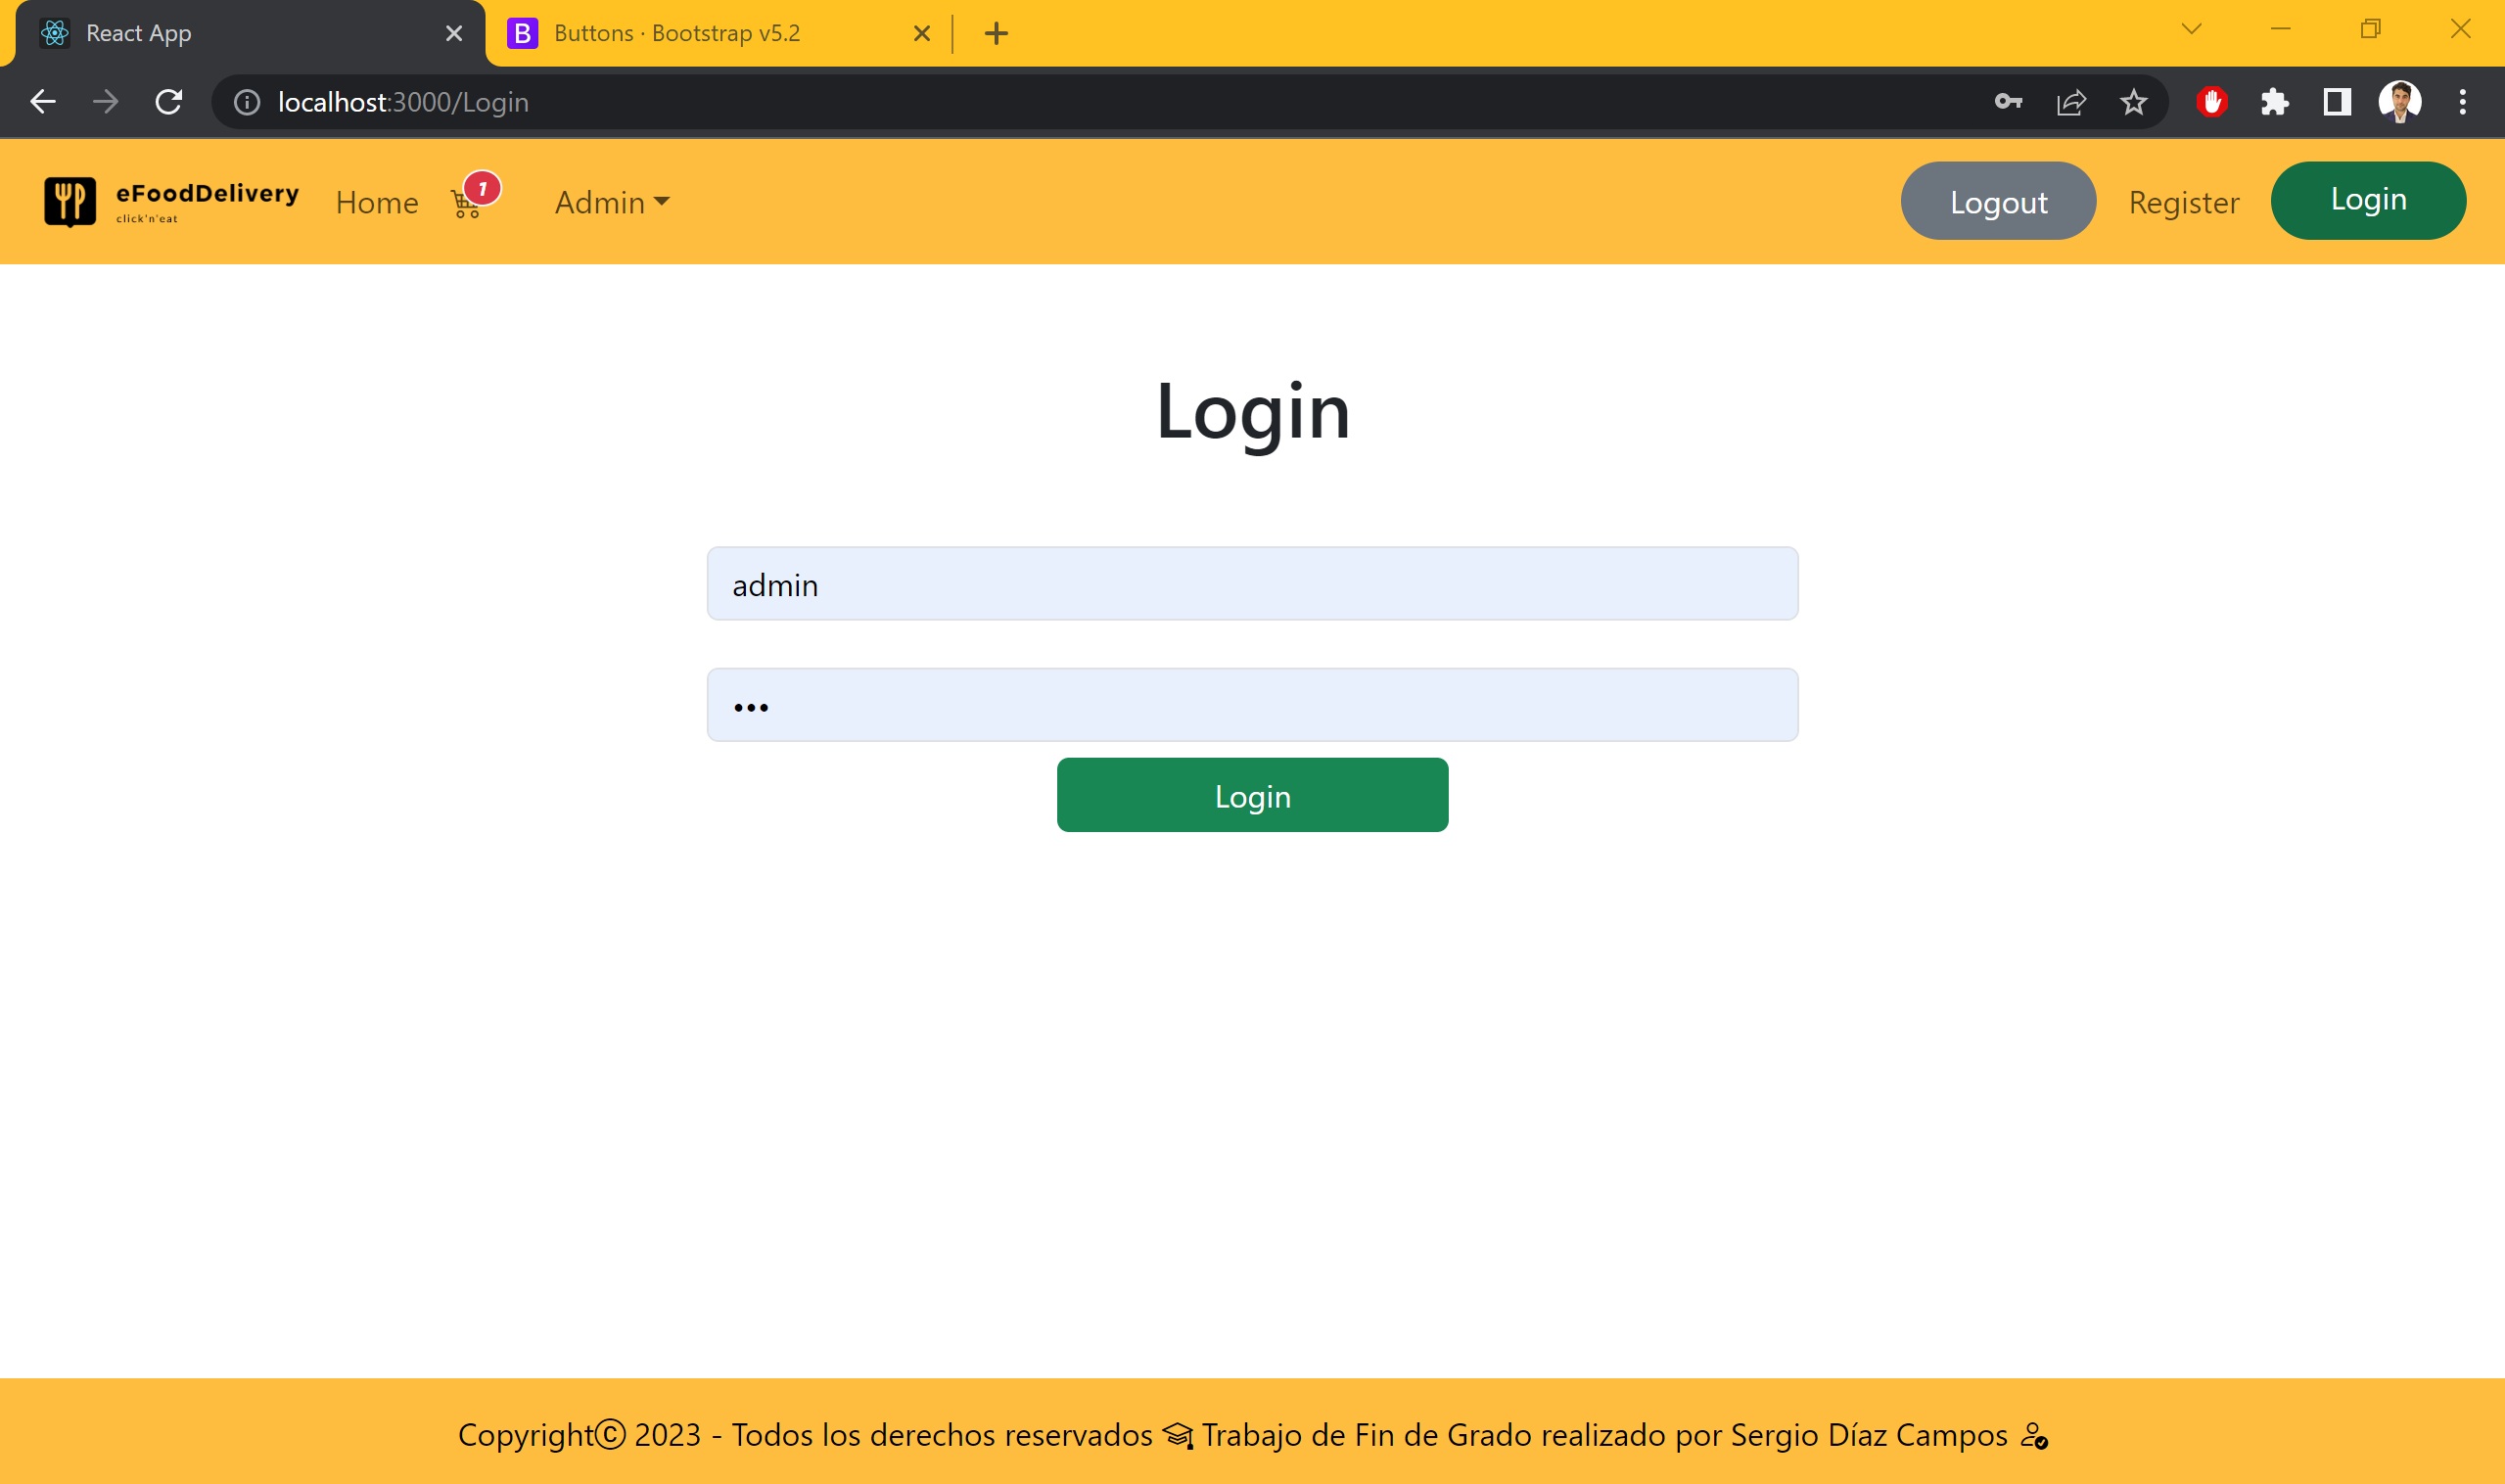 React App
B Buttons · Bootstrap v5.2
localhost:3000/Login
eFoodDelivery
click'n'eat
Home
1
Admin
Logout
Register
Login
Login
admin
•••
Login
Copyright© 2023 - Todos los derechos reservados Trabajo de Fin de Grado realizado por Sergio Díaz Campos